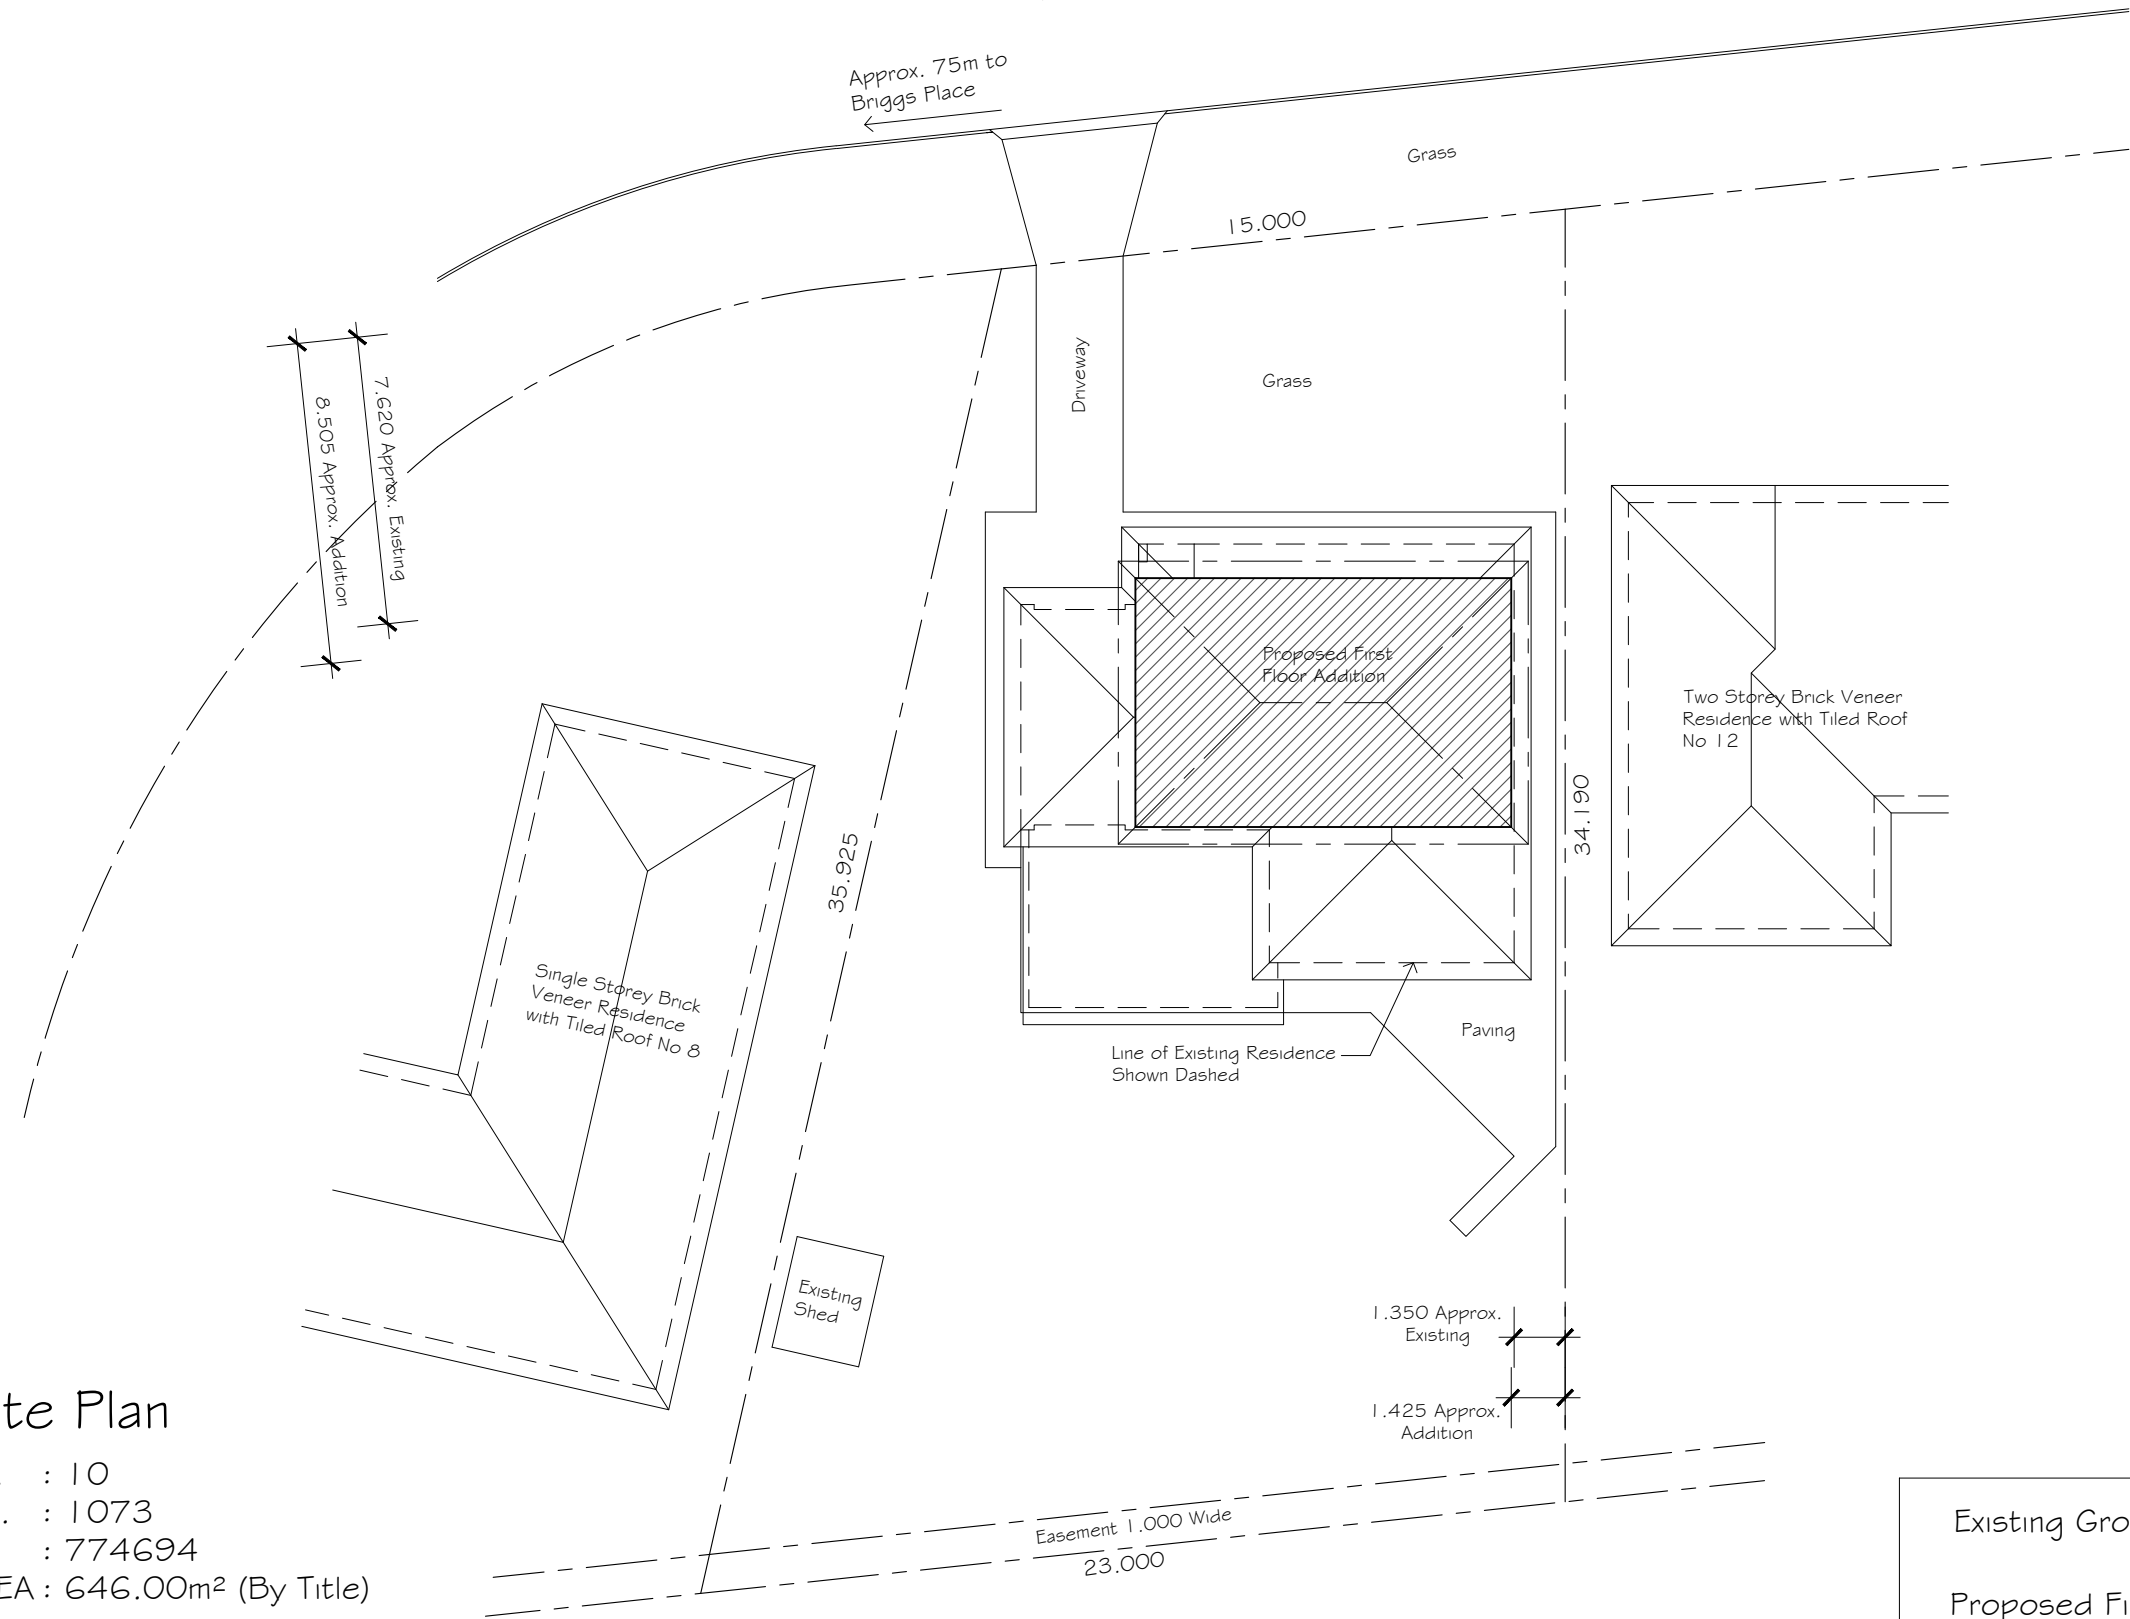 Approx. 75m to
Briggs Place
Grass
15.000
Driveway
Grass
7.620 Approx. Existing
8.505 Approx. Addition
Proposed First
Floor Addition
Two Storey Brick Veneer
Residence with Tiled Roof
No 12
34.190
35.925
Single Storey Brick
Veneer Residence
with Tiled Roof No 8
Paving
Line of Existing Residence
Shown Dashed
Existing
Shed
1.350 Approx.
Existing
1.425 Approx.
Addition
te Plan
. : 10
. : 1073
: 774694
EA : 646.00m² (By Title)
Easement 1.000 Wide
23.000
Existing Gro
Proposed Fi